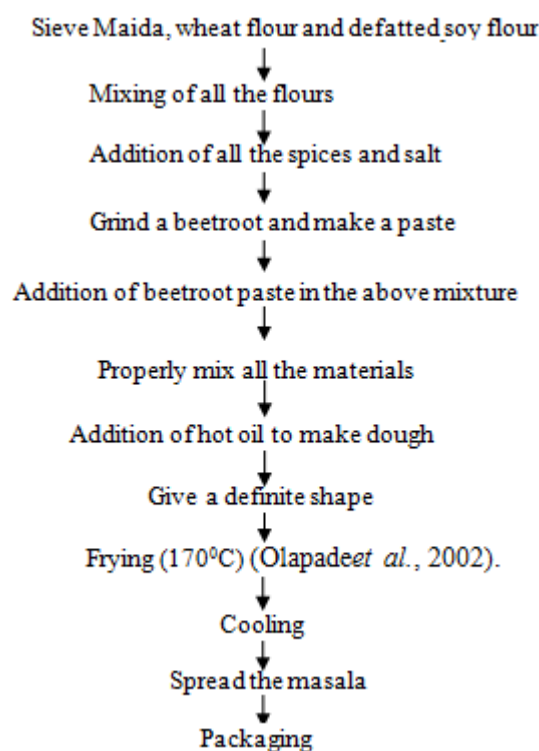 Sieve Maida, wheat flour and defatted soy flour
Mixing of all the flours
Addition of all the spices and salt
Grind a beetroot and make a paste
Addition of beetroot paste in the above mixture
Properly mix all the materials
Addition of hot oil to make dough
Give a definite shape
Frying (170⁰C) (Olapadeet al., 2002).
Cooling
Spread the masala
Packaging